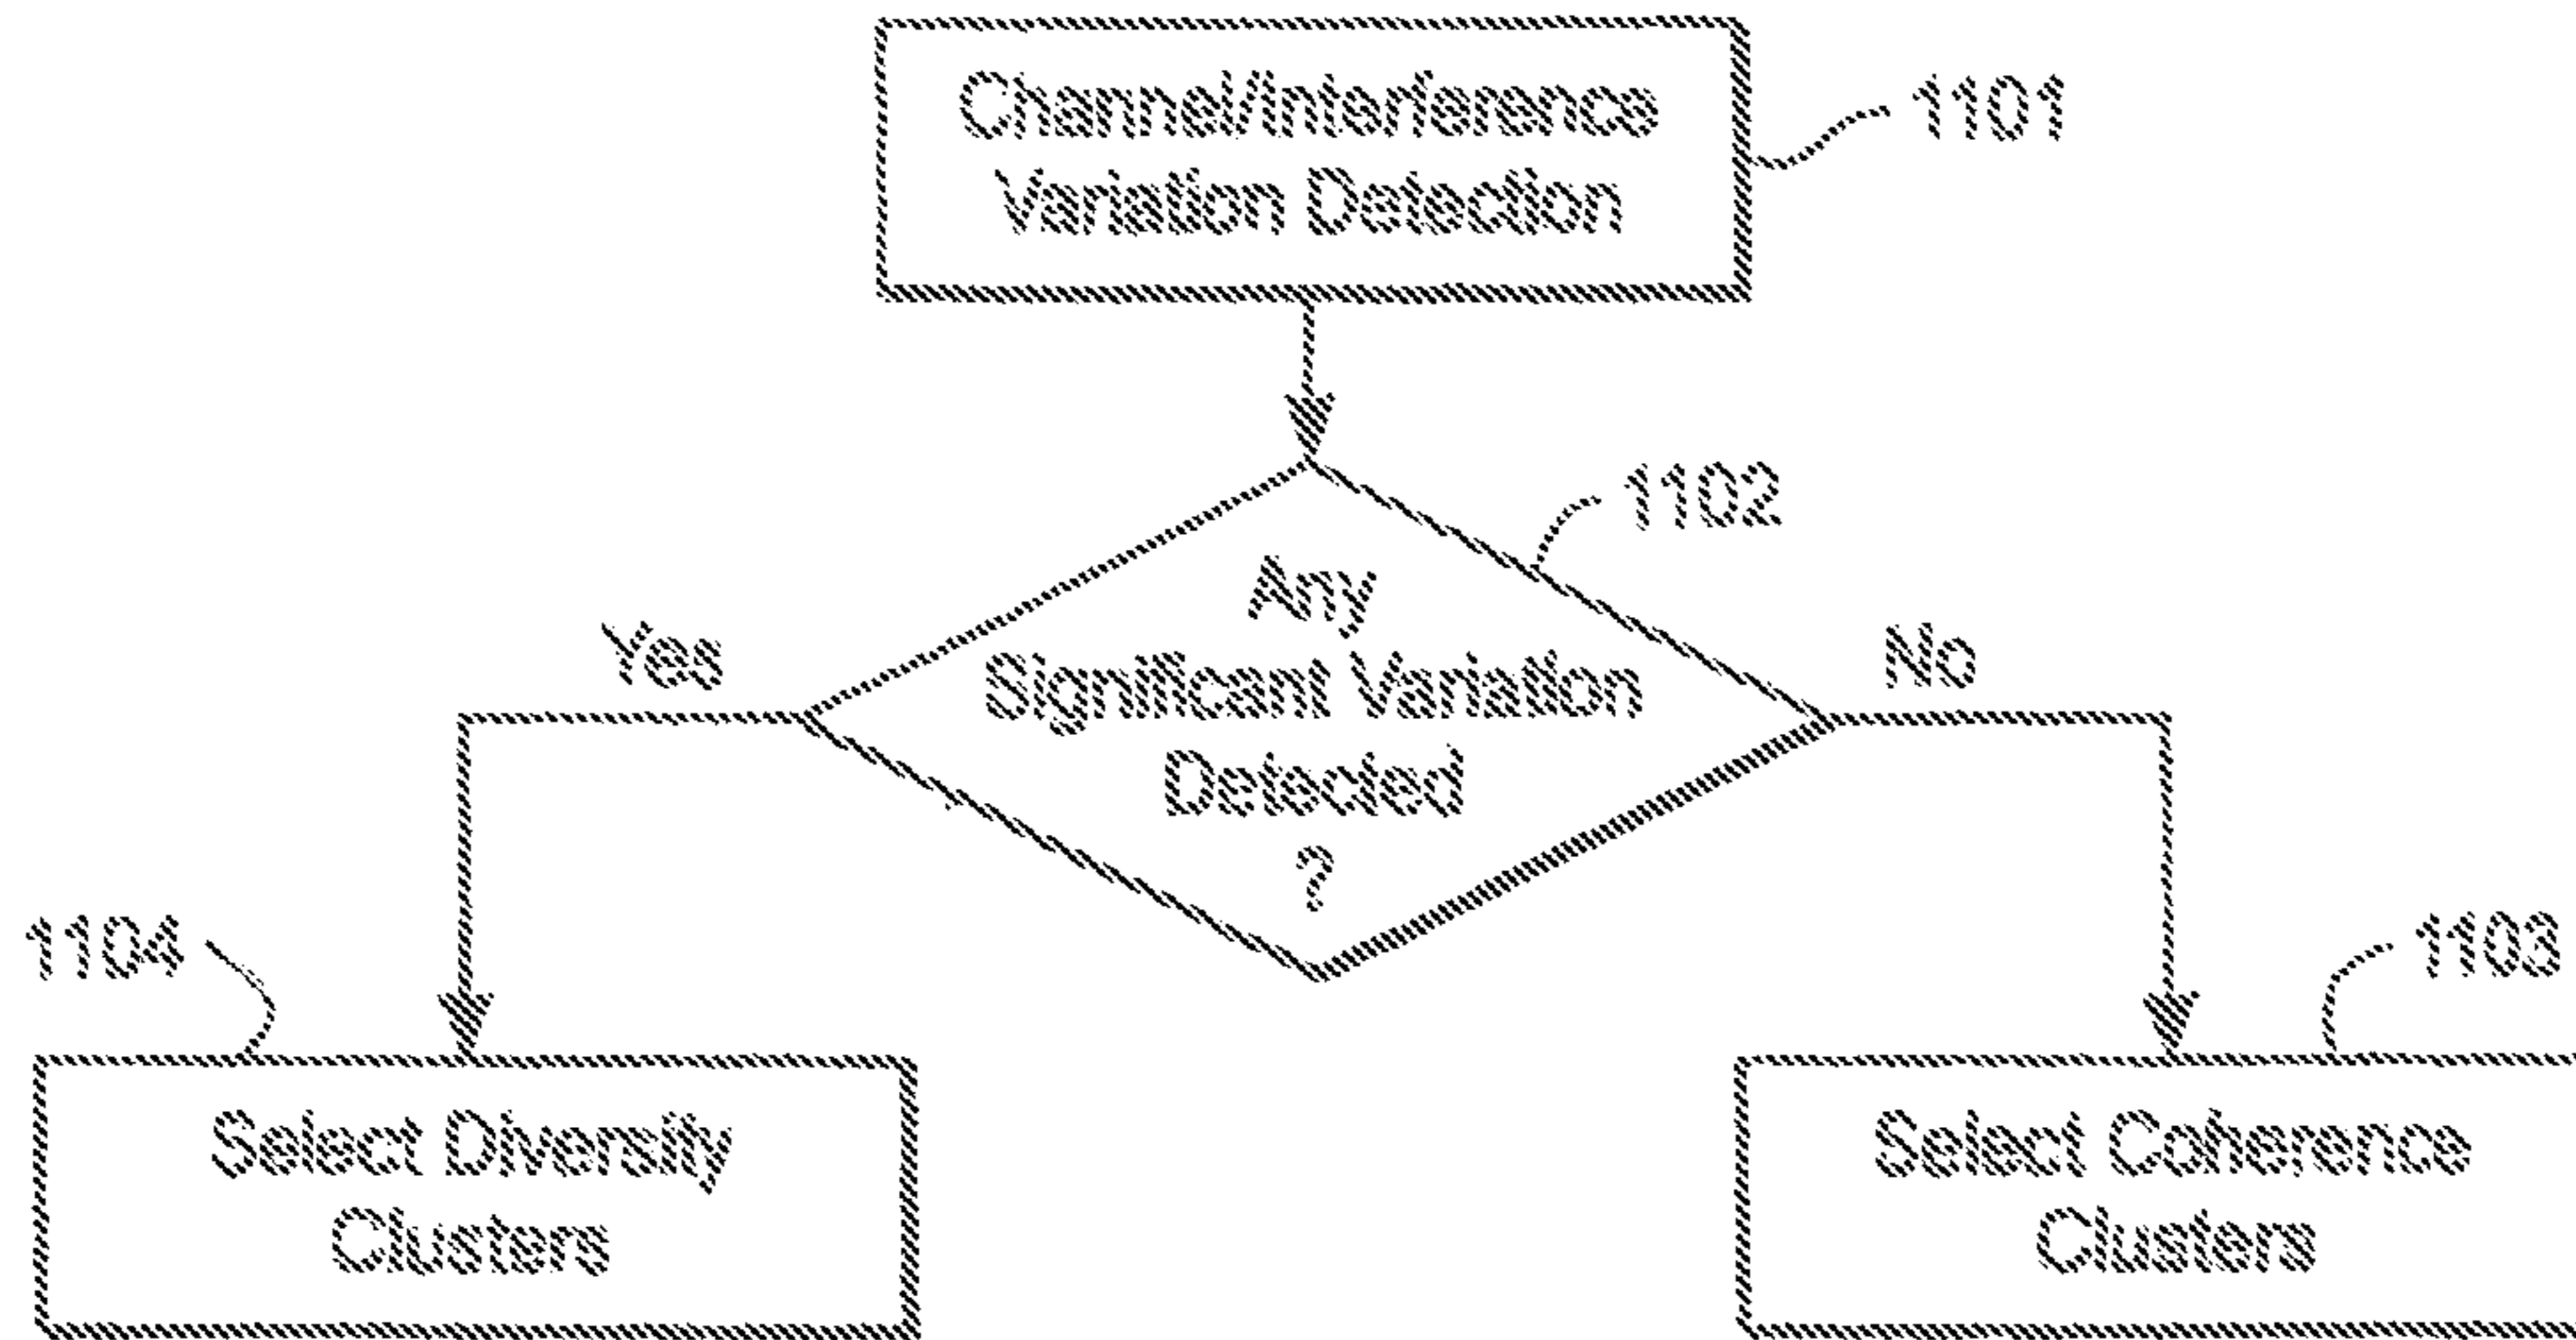 Channel/Interference
Variation Detection
1101
1102
Any
Significant Variation
Detected
?
Yes
No
1104
1103
Select Diversity
Clusters
Select Coherence
Clusters